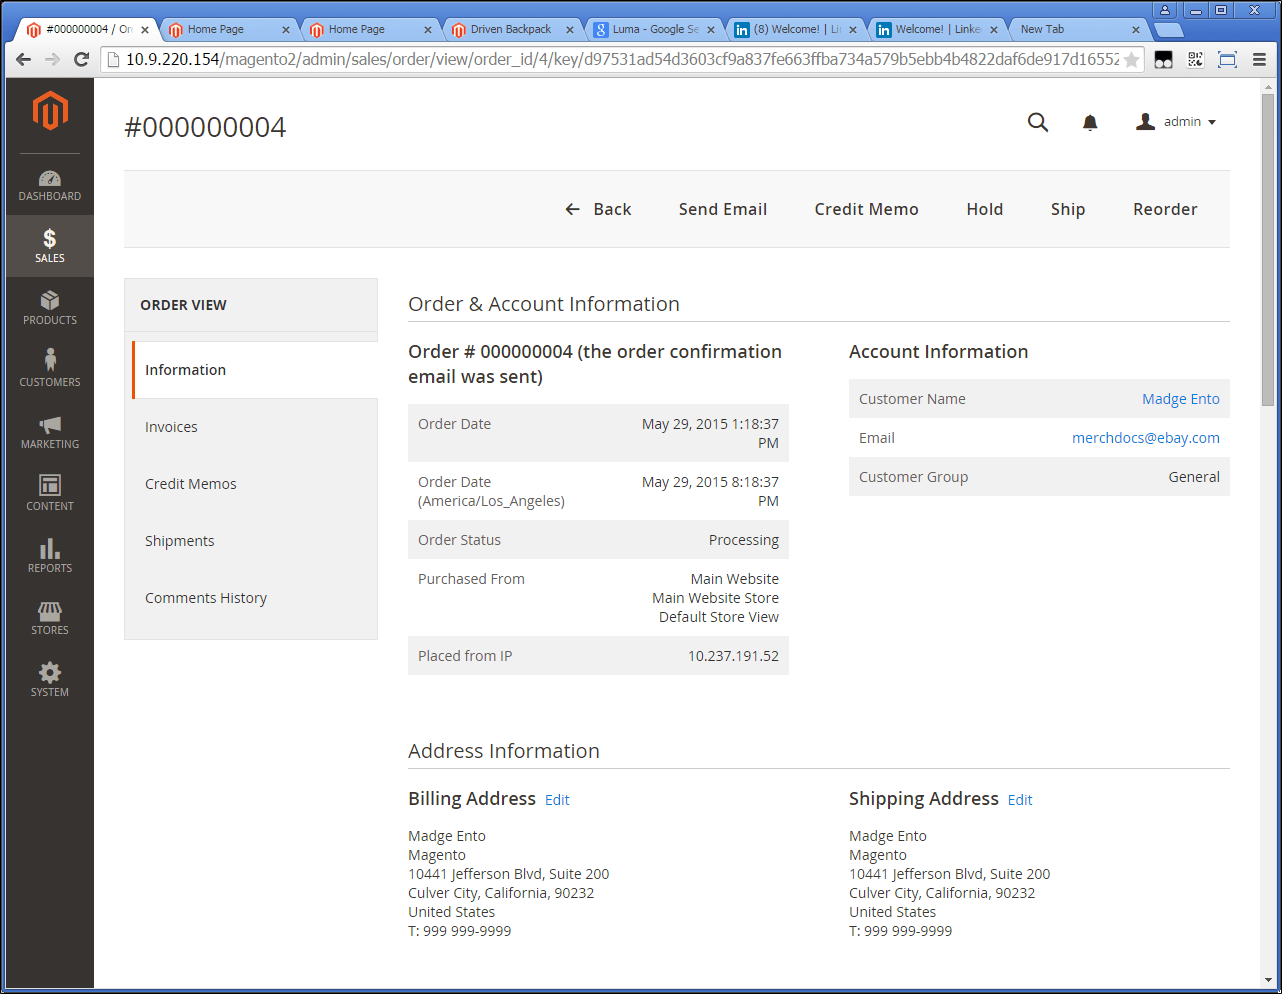 #000000004 / Or
Home Page
Home Page
Driven Backpack
Luma - Google Se
(8) Welcome! | Li
Welcome! | Linke
New Tab
10.9.220.154/magento2/admin/sales/order/view/order_id/4/key/d97531ad54d3603cf9a837fe663ffba734a579b5ebb4b4822daf6de917d16552
#000000004
admin
DASHBOARD
$
SALES
PRODUCTS
CUSTOMERS
MARKETING
CONTENT
REPORTS
STORES
SYSTEM
Back
Send Email
Credit Memo
Hold
Ship
Reorder
ORDER VIEW
Information
Invoices
Credit Memos
Shipments
Comments History
Order & Account Information
Order # 000000004 (the order confirmation
email was sent)
Order Date
May 29, 2015 1:18:37
PM
Order Date
(America/Los_Angeles)
May 29, 2015 8:18:37
PM
Order Status
Processing
Purchased From
Main Website
Main Website Store
Default Store View
Placed from IP
10.237.191.52
Account Information
Customer Name
Madge Ento
Email
merchdocs@ebay.com
Customer Group
General
Address Information
Billing Address Edit
Madge Ento
Magento
10441 Jefferson Blvd, Suite 200
Culver City, California, 90232
United States
T: 999 999-9999
Shipping Address Edit
Madge Ento
Magento
10441 Jefferson Blvd, Suite 200
Culver City, California, 90232
United States
T: 999 999-9999